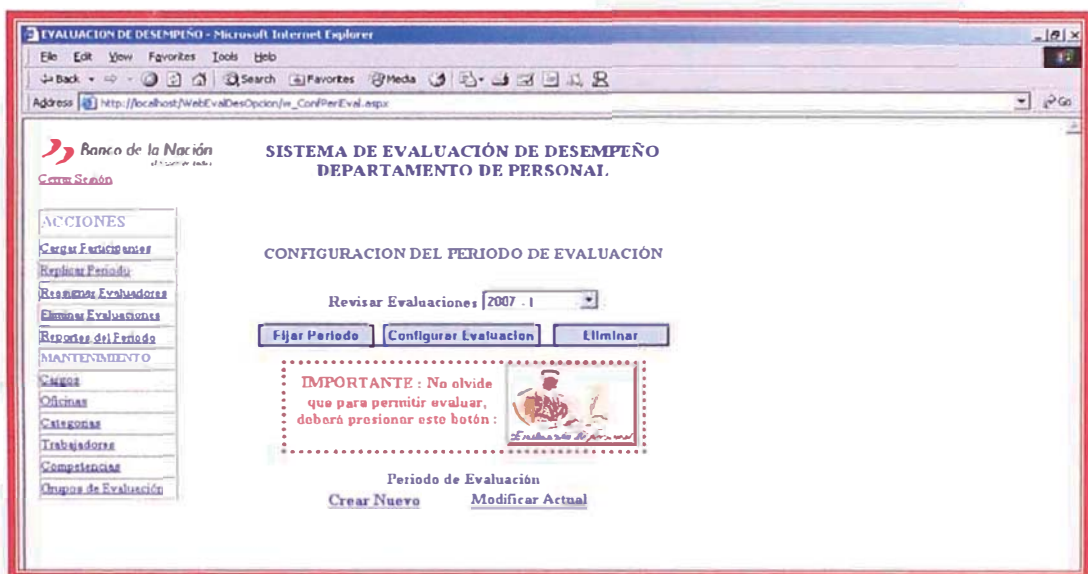 EVALUACION DE DESEMPEÑO - Microsoft Internet Explorer
File Edit View Favorites Tools Help
Back Search Favorites Media
Address http://localhost/WebEvalDesOpcion/w_ConfPerEval.aspx Go
Banco de la Nación
Cerrar Sesión
SISTEMA DE EVALUACIÓN DE DESEMPEÑO
DEPARTAMENTO DE PERSONAL
ACCIONES
Cargar Participantes
Replicar Periodo
Reasignar Evaluadores
Eliminar Evaluaciones
Reportes del Periodo
MANTENIMIENTO
Cargos
Oficinas
Categorias
Trabajadores
Competencias
Grupos de Evaluación
CONFIGURACION DEL PERIODO DE EVALUACIÓN
Revisar Evaluaciones 2007 - I
Fijar Periodo Configurar Evaluacion Eliminar
IMPORTANTE : No olvide
que para permitir evaluar,
deberá presionar este botón :
Evaluación de personal
Periodo de Evaluación
Crear Nuevo Modificar Actual